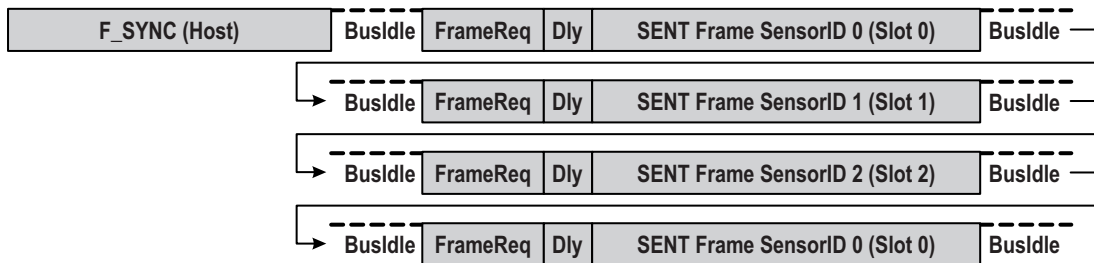 F_SYNC (Host) BusIdle FrameReq Dly SENT Frame SensorID 0 (Slot 0) BusIdle
BusIdle FrameReq Dly SENT Frame SensorID 1 (Slot 1) BusIdle
BusIdle FrameReq Dly SENT Frame SensorID 2 (Slot 2) BusIdle
BusIdle FrameReq Dly SENT Frame SensorID 0 (Slot 0) BusIdle